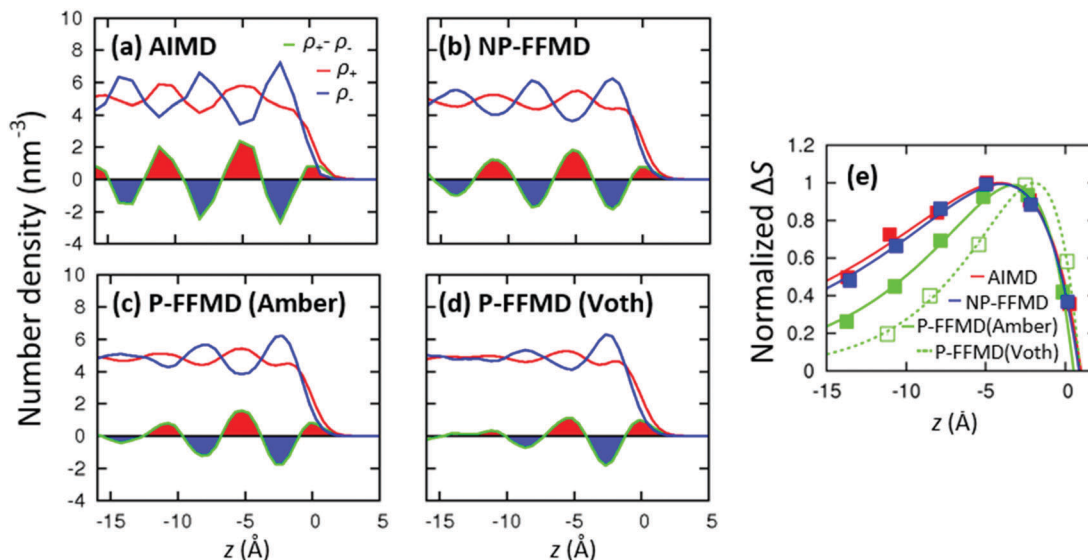 10
8
6
4
2
0
-2
-4
(a) AIMD
ρ+- ρ-
ρ+
ρ-
(b) NP-FFMD
10
8
6
4
2
0
-2
-4
(c) P-FFMD (Amber)
(d) P-FFMD (Voth)
-15 -10 -5 0 5
-15 -10 -5 0 5
z (Å)
z (Å)
Number density (nm⁻³)
1.2
1
0.8
0.6
0.4
0.2
0
(e)
AIMD
NP-FFMD
P-FFMD(Amber)
P-FFMD(Voth)
-15 -10 -5 0
z (Å)
Normalized ΔS